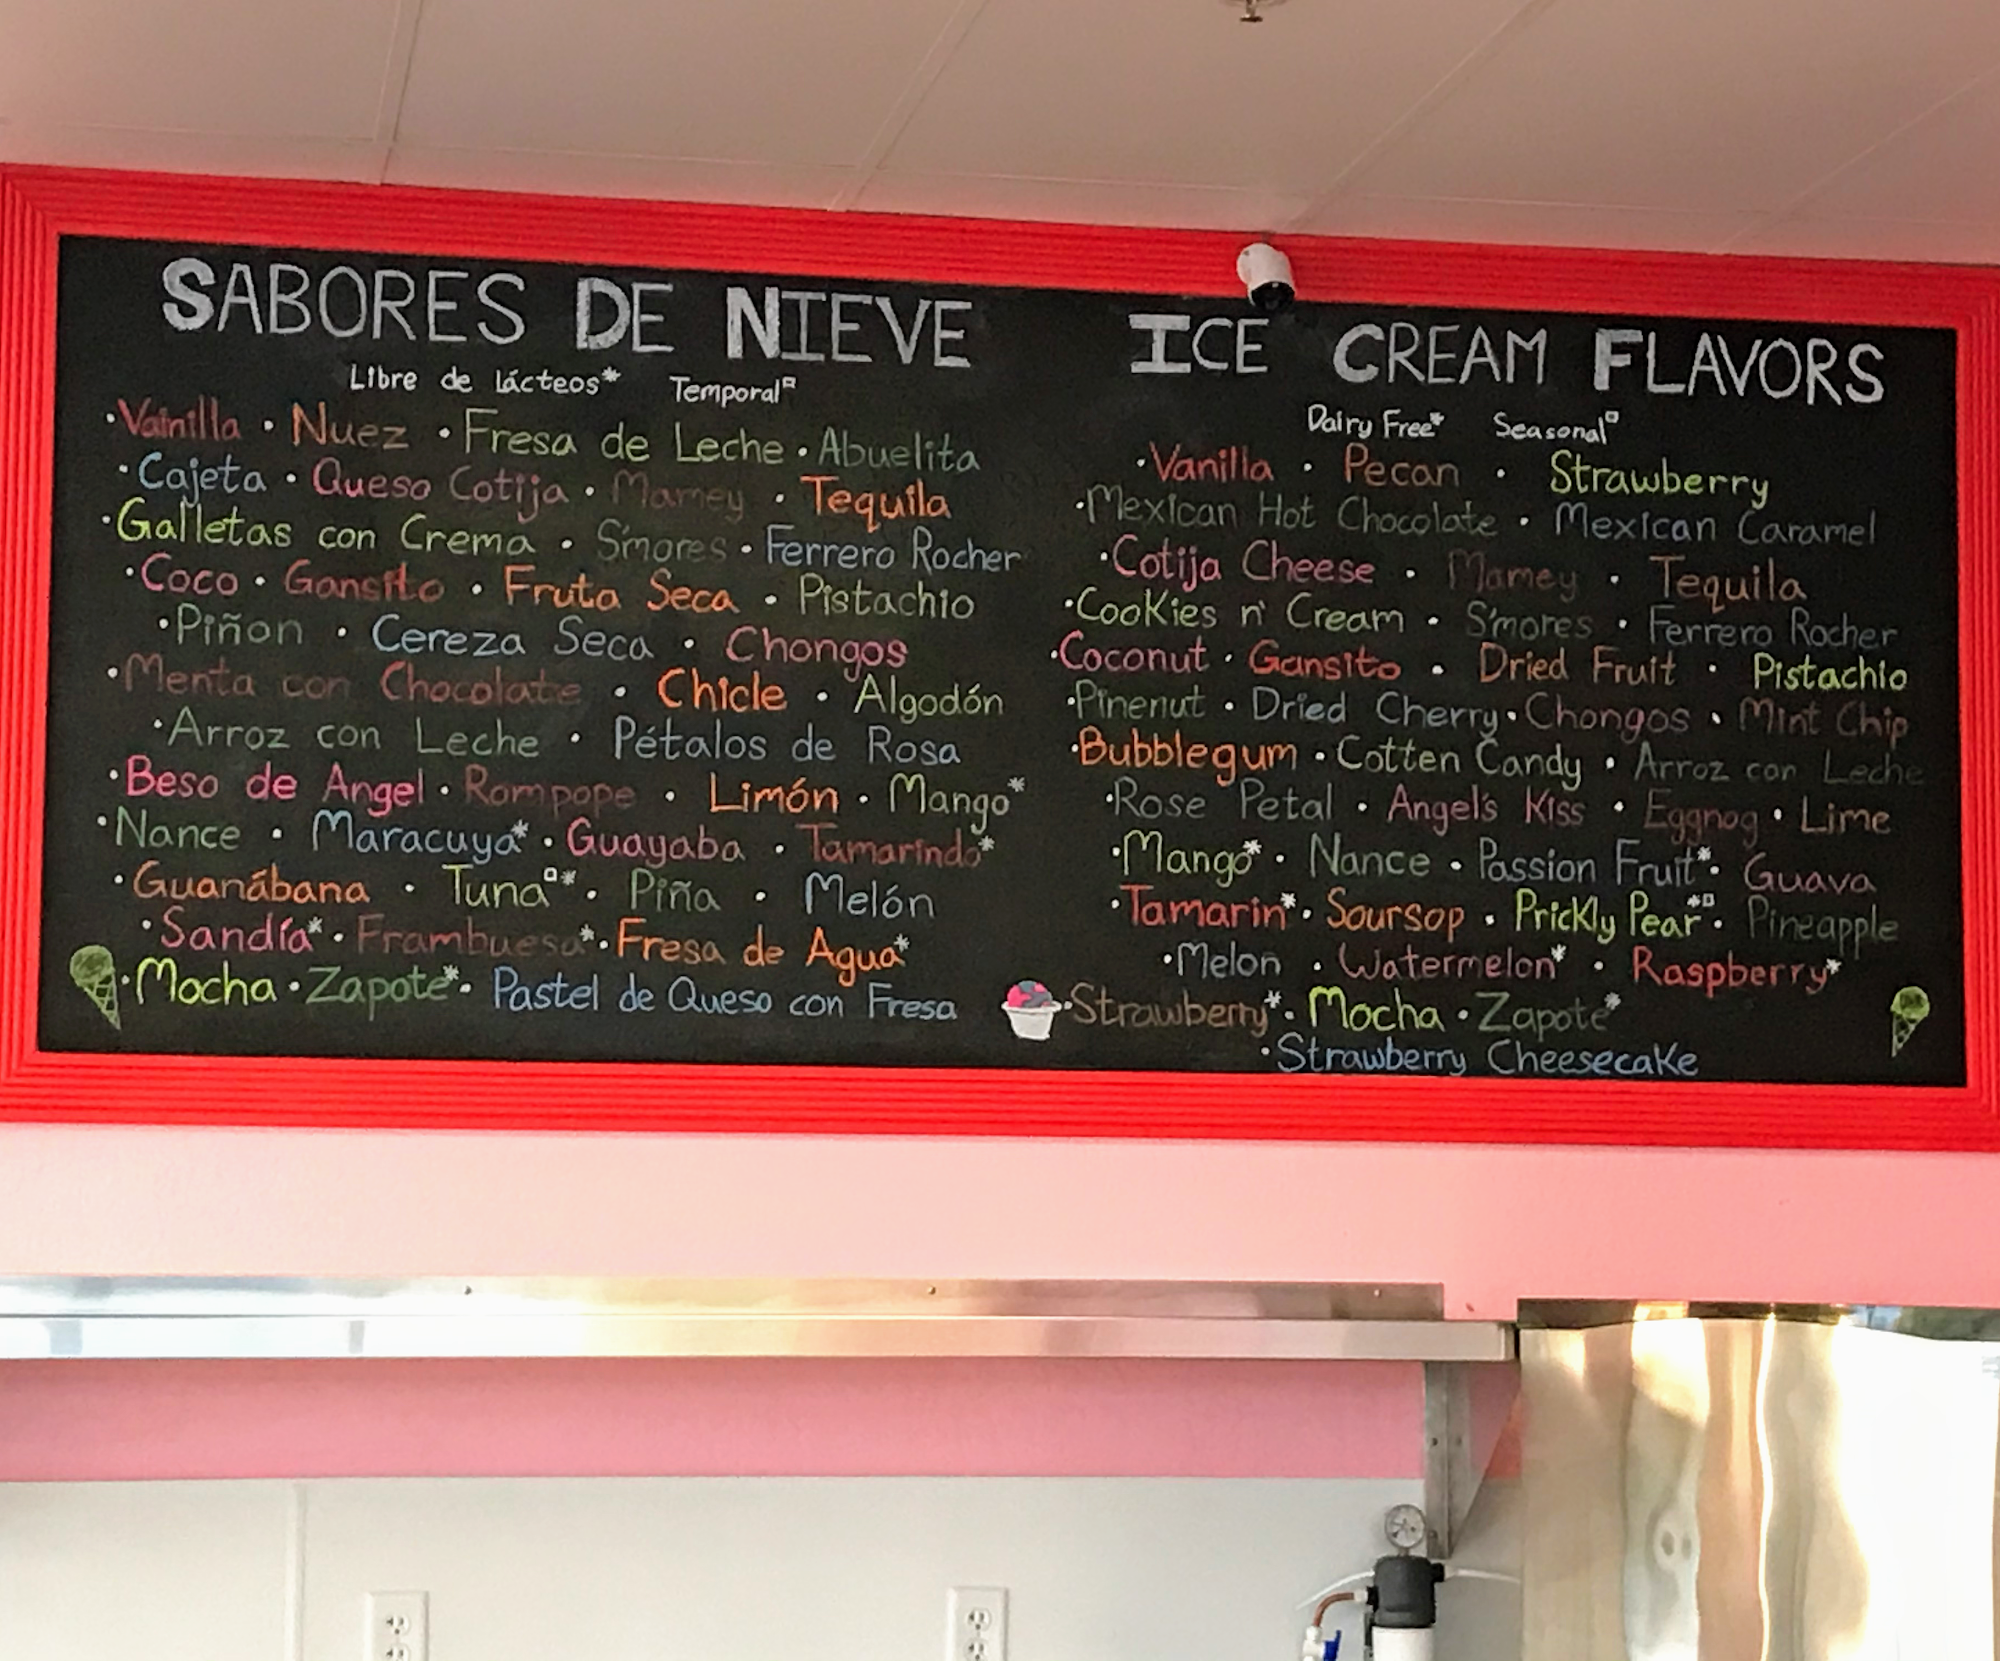 SABORES DE NIEVE
Libre de lácteos* Temporal▫
·Vainilla · Nuez · Fresa de Leche · Abuelita
·Cajeta · Queso Cotija · Mamey · Tequila
·Galletas con Crema · S'mores · Ferrero Rocher
·Coco · Gansito · Fruta Seca · Pistachio
·Piñon · Cereza Seca · Chongos
·Menta con Chocolate · Chicle · Algodón
·Arroz con Leche · Pétalos de Rosa
·Beso de Angel · Rompope · Limón · Mango*
·Nance · Maracuya* · Guayaba · Tamarindo*
·Guanábana · Tuna▫* · Piña · Melón
·Sandía* · Frambuesa* · Fresa de Agua*
·Mocha · Zapote* · Pastel de Queso con Fresa
ICE CREAM FLAVORS
Dairy Free* Seasonal▫
·Vanilla · Pecan · Strawberry
·Mexican Hot Chocolate · Mexican Caramel
·Cotija Cheese · Mamey · Tequila
·Cookies n' Cream · S'mores · Ferrero Rocher
·Coconut · Gansito · Dried Fruit · Pistachio
·Pinenut · Dried Cherry · Chongos · Mint Chip
·Bubblegum · Cotten Candy · Arroz con Leche
·Rose Petal · Angel's Kiss · Eggnog · Lime
·Mango* · Nance · Passion Fruit* · Guava
·Tamarin* · Soursop · Prickly Pear*▫ · Pineapple
·Melon · Watermelon* · Raspberry*
·Strawberry* · Mocha · Zapote*
·Strawberry Cheesecake